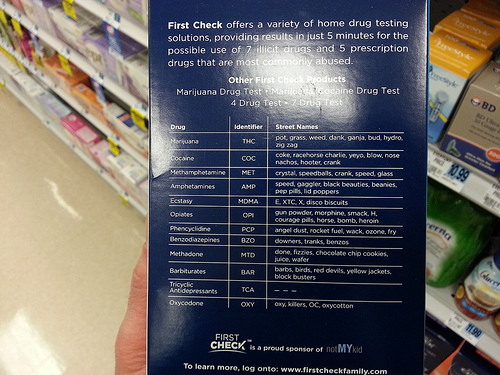 First Check offers a variety of home drug testing
solutions, providing results in just 5 minutes for the
possible use of 7 illicit drugs and 5 prescription
drugs that are most commonly abused.
Other First Check Products
Marijuana Drug Test • Marijuana/Cocaine Drug Test
4 Drug Test • 7 Drug Test
Drug Identifier Street Names
Marijuana THC pot, grass, weed, dank, ganja, bud, hydro,
zig zag
Cocaine COC coke, racehorse charlie, yeyo, blow, nose
nachos, hooter, crank
Methamphetamine MET crystal, speedballs, crank, speed, glass
Amphetamines AMP speed, gaggler, black beauties, beanies,
pep pills, lid poppers
Ecstasy MDMA E, XTC, X, disco biscuits
Opiates OPI gun powder, morphine, smack, H,
courage pills, horse, bomb, heroin
Phencyclidine PCP angel dust, rocket fuel, wack, ozone, fry
Benzodiazepines BZO downers, tranks, benzos
Methadone MTD done, fizzies, chocolate chip cookies,
juice, wafer
Barbiturates BAR barbs, birds, red devils, yellow jackets,
block busters
Tricyclic
Antidepressants TCA – – –
Oxycodone OXY oxy, killers, OC, oxycotton
FIRST
CHECK™ is a proud sponsor of notMYkid
To learn more, log onto: www.firstcheckfamily.com
BD
10.99
11.99